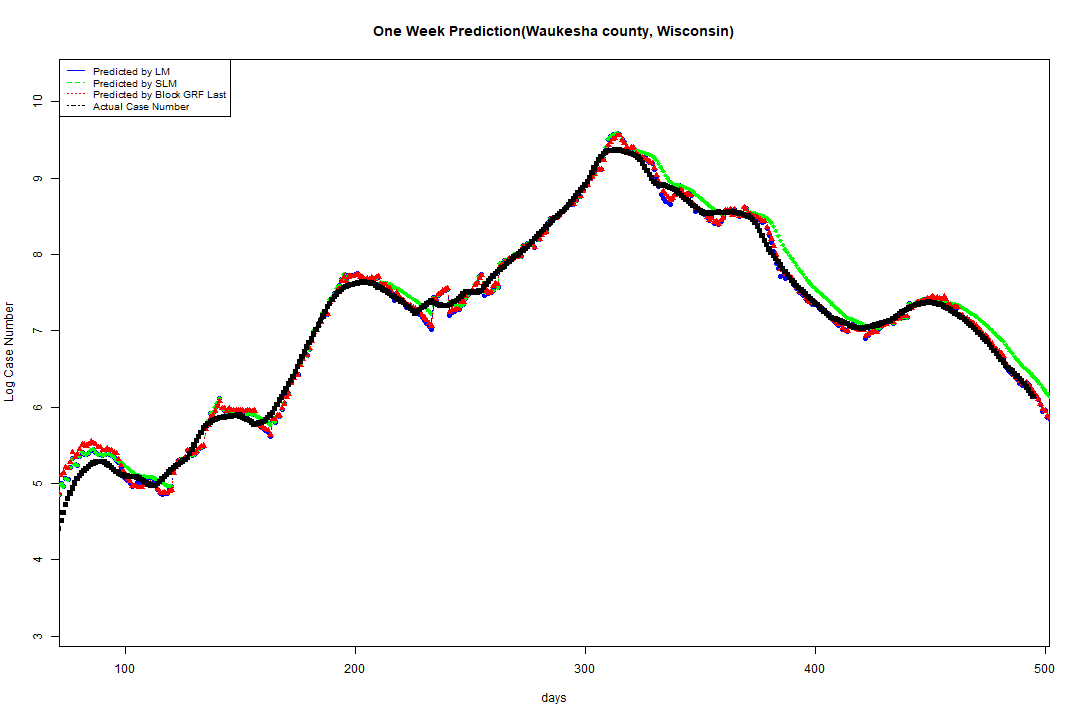 One Week Prediction(Waukesha county, Wisconsin)
Predicted by LM
Predicted by SLM
Predicted by Block GRF Last
Actual Case Number
10
9
8
7
6
5
4
3
Log Case Number
100 200 300 400 500
days